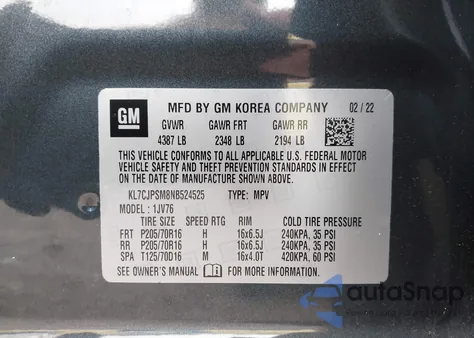 GM
MFD BY GM KOREA COMPANY 02 / 22
GVWR GAWR FRT GAWR RR
4387 LB 2348 LB 2194 LB
THIS VEHICLE CONFORMS TO ALL APPLICABLE U.S. FEDERAL MOTOR
VEHICLE SAFETY AND THEFT PREVENTION STANDARDS IN EFFECT ON THE
DATE OF MANUFACTURE SHOWN ABOVE.
KL7CJPSM8NB524525 TYPE: MPV
MODEL : 1JV76
TIRE SIZE SPEED RTG RIM COLD TIRE PRESSURE
FRT P205/70R16 H 16x6.5J 240KPA, 35 PSI
RR P205/70R16 H 16x6.5J 240KPA, 35 PSI
SPA T125/70D16 M 16x4.0T 420KPA, 60 PSI
SEE OWNER'S MANUAL FOR MORE INFORMATION.
autoSnap